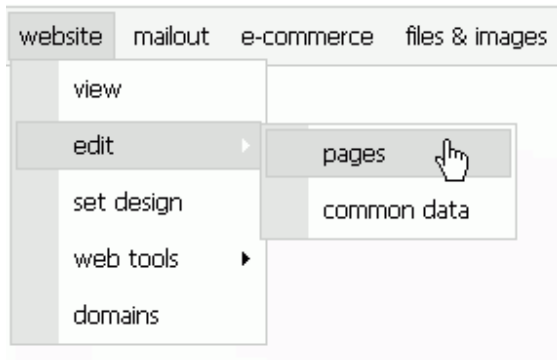 website mailout e-commerce files & images
view
edit
pages
set design
common data
web tools
domains